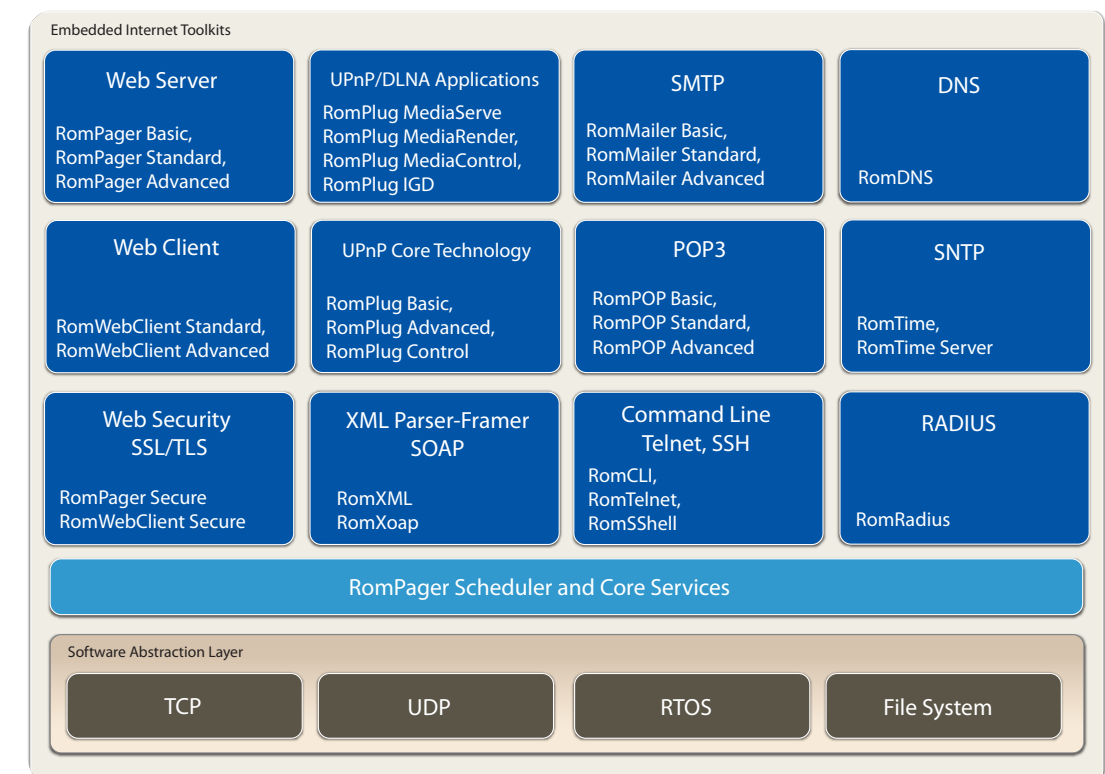 Embedded Internet Toolkits
Web Server
RomPager Basic,
RomPager Standard,
RomPager Advanced
UPnP/DLNA Applications
RomPlug MediaServe
RomPlug MediaRender,
RomPlug MediaControl,
RomPlug IGD
SMTP
RomMailer Basic,
RomMailer Standard,
RomMailer Advanced
DNS
RomDNS
Web Client
RomWebClient Standard,
RomWebClient Advanced
UPnP Core Technology
RomPlug Basic,
RomPlug Advanced,
RomPlug Control
POP3
RomPOP Basic,
RomPOP Standard,
RomPOP Advanced
SNTP
RomTime,
RomTime Server
Web Security
SSL/TLS
RomPager Secure
RomWebClient Secure
XML Parser-Framer
SOAP
RomXML
RomXoap
Command Line
Telnet, SSH
RomCLI,
RomTelnet,
RomSShell
RADIUS
RomRadius
RomPager Scheduler and Core Services
Software Abstraction Layer
TCP
UDP
RTOS
File System